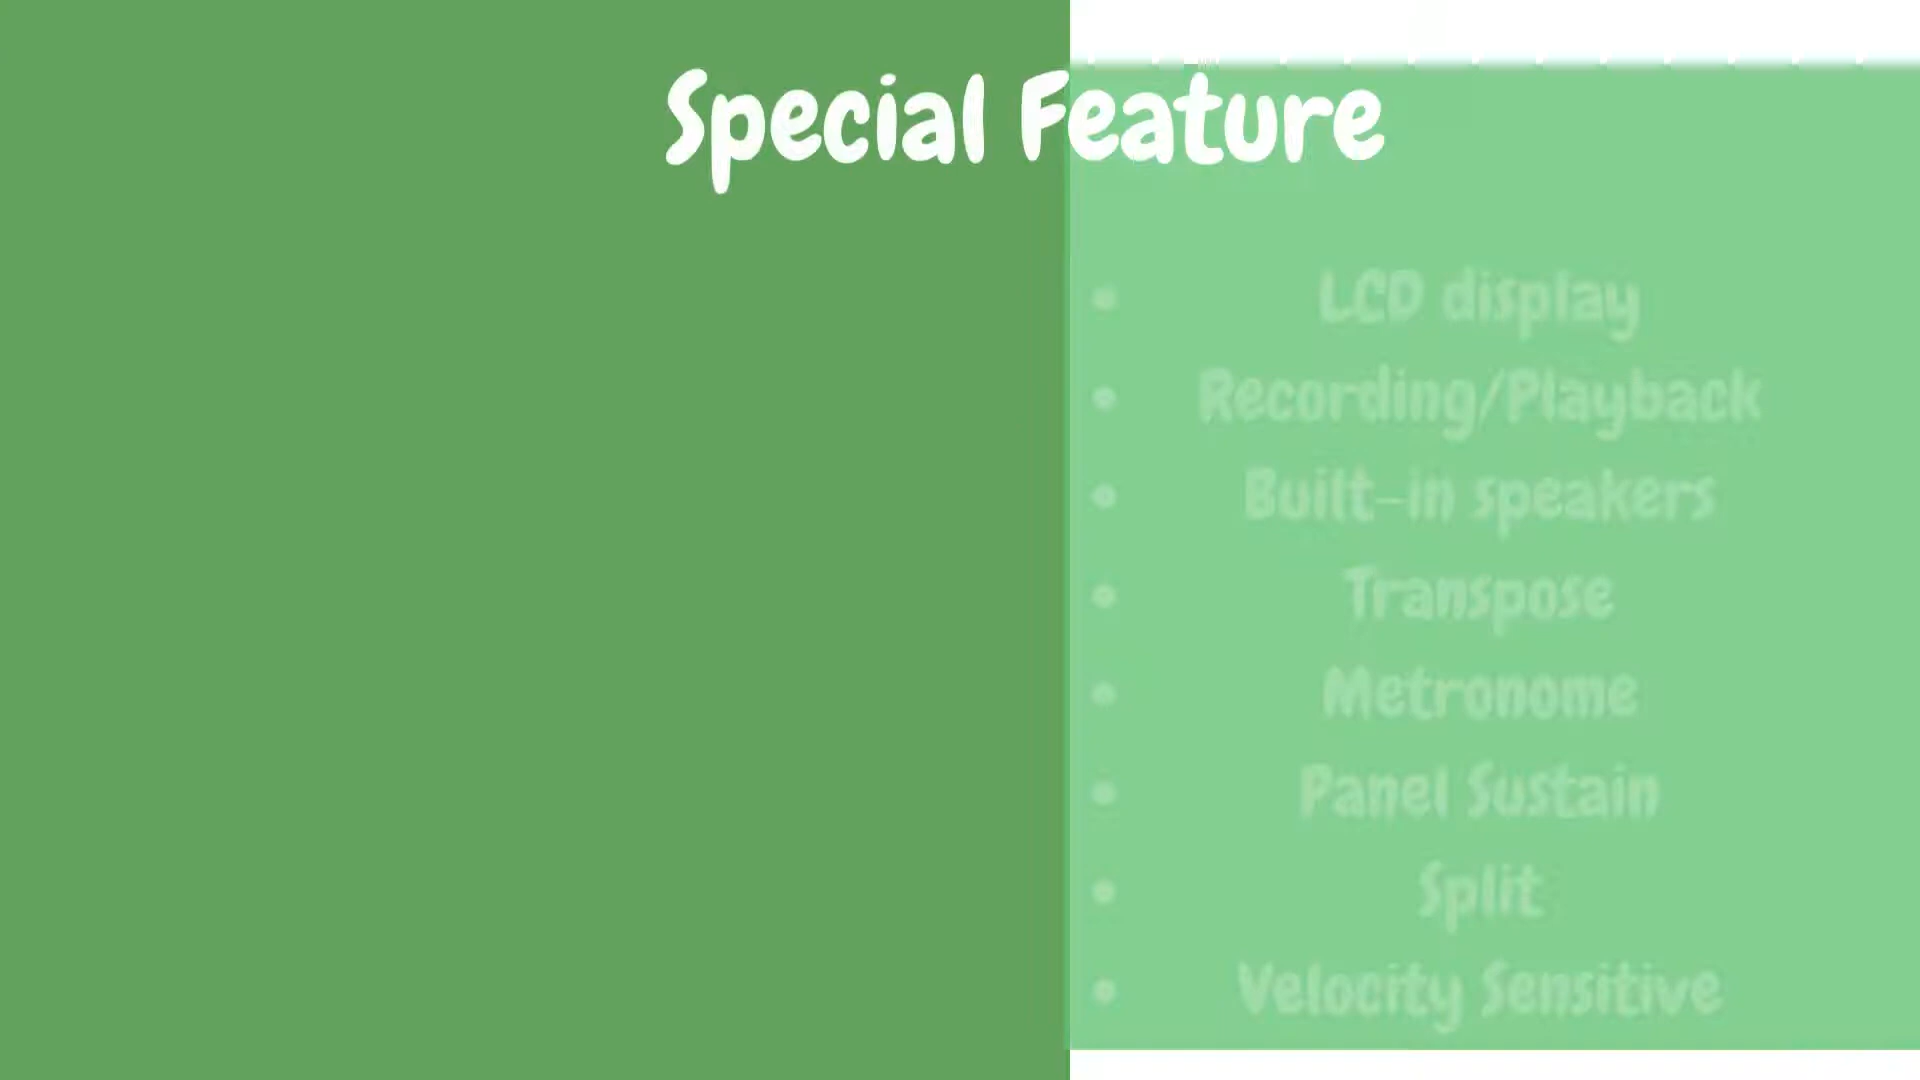 Special Feature
• LCD display
• Recording/Playback
• Built-in speakers
• Transpose
• Metronome
• Panel Sustain
• Split
• Velocity Sensitive